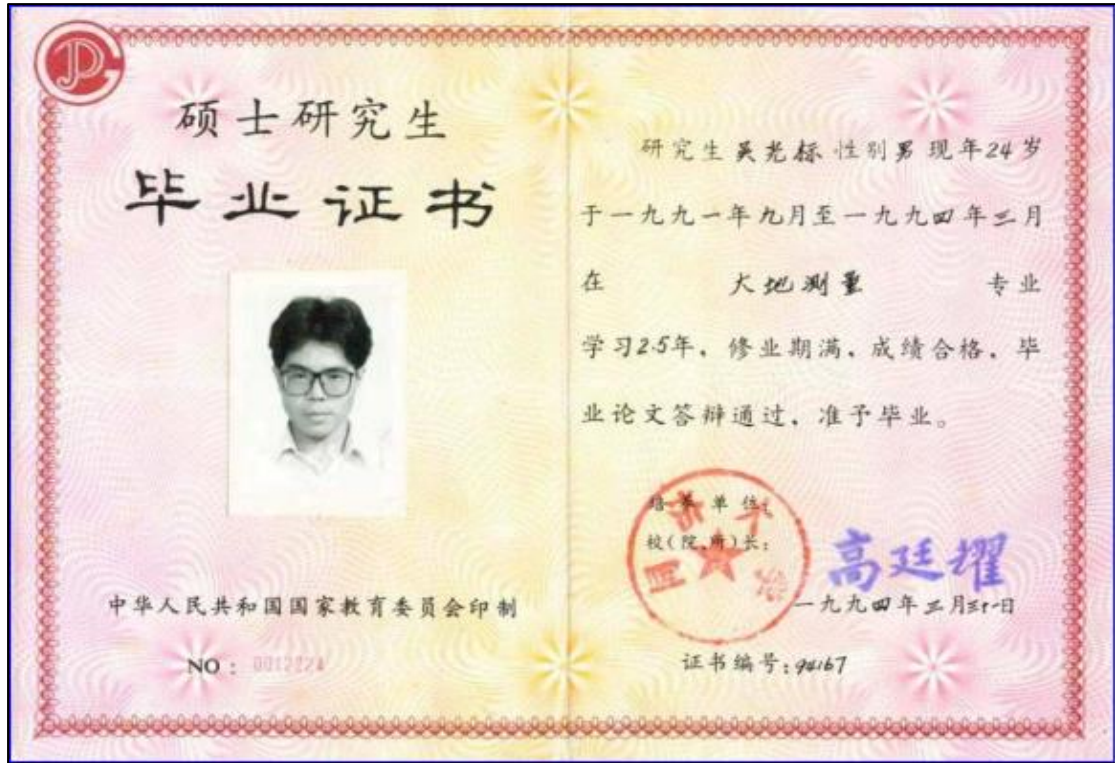 硕士研究生
毕业证书
中华人民共和国国家教育委员会印制
NO: 0012224
研究生吴光标性别男现年24岁
于一九九一年九月至一九九四年三月
在 大地测量 专业
学习2.5年、修业期满、成绩合格、毕
业论文答辩通过、准予毕业。
培养单位:
校(院、所)长:
高廷耀
同济大学
一九九四年三月三十一日
证书编号:94167